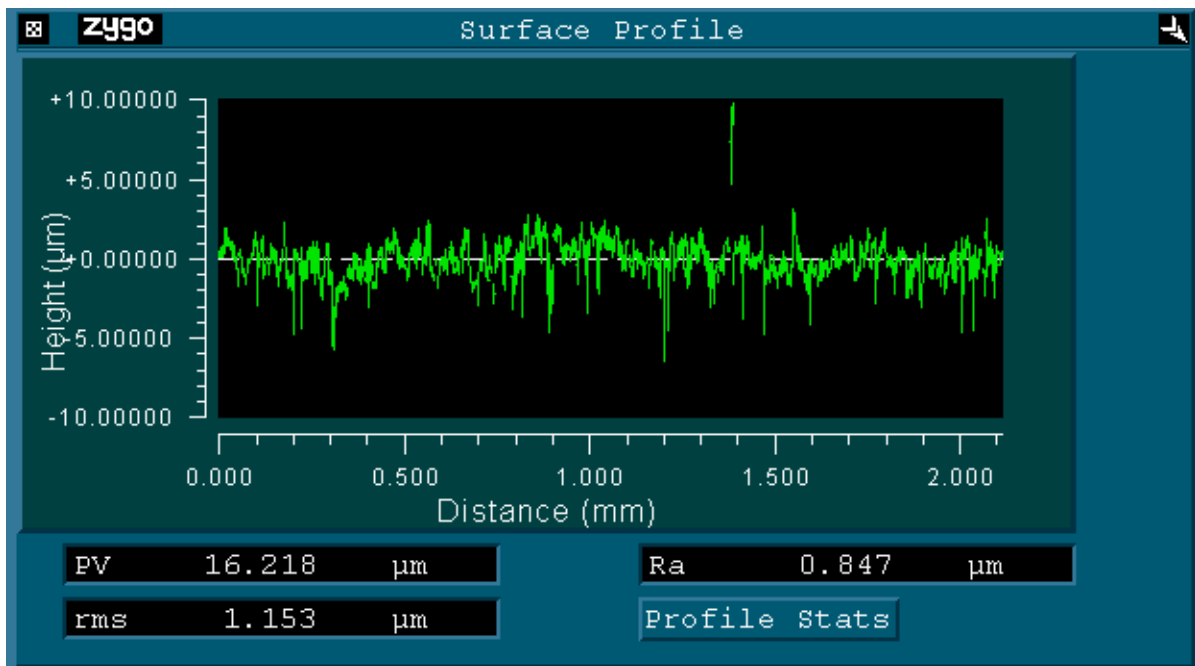 zygo Surface Profile
+10.00000
+5.00000
+0.00000
-5.00000
-10.00000
Height (µm)
0.000 0.500 1.000 1.500 2.000
Distance (mm)
PV 16.218 µm Ra 0.847 µm
rms 1.153 µm Profile Stats